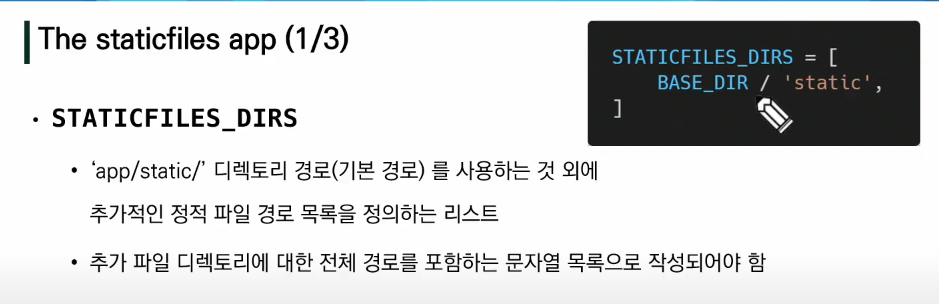 The staticfiles app (1/3)
STATICFILES_DIRS = [
BASE_DIR / 'static',
]
• STATICFILES_DIRS
• ‘app/static/’ 디렉토리 경로(기본 경로) 를 사용하는 것 외에
추가적인 정적 파일 경로 목록을 정의하는 리스트
• 추가 파일 디렉토리에 대한 전체 경로를 포함하는 문자열 목록으로 작성되어야 함